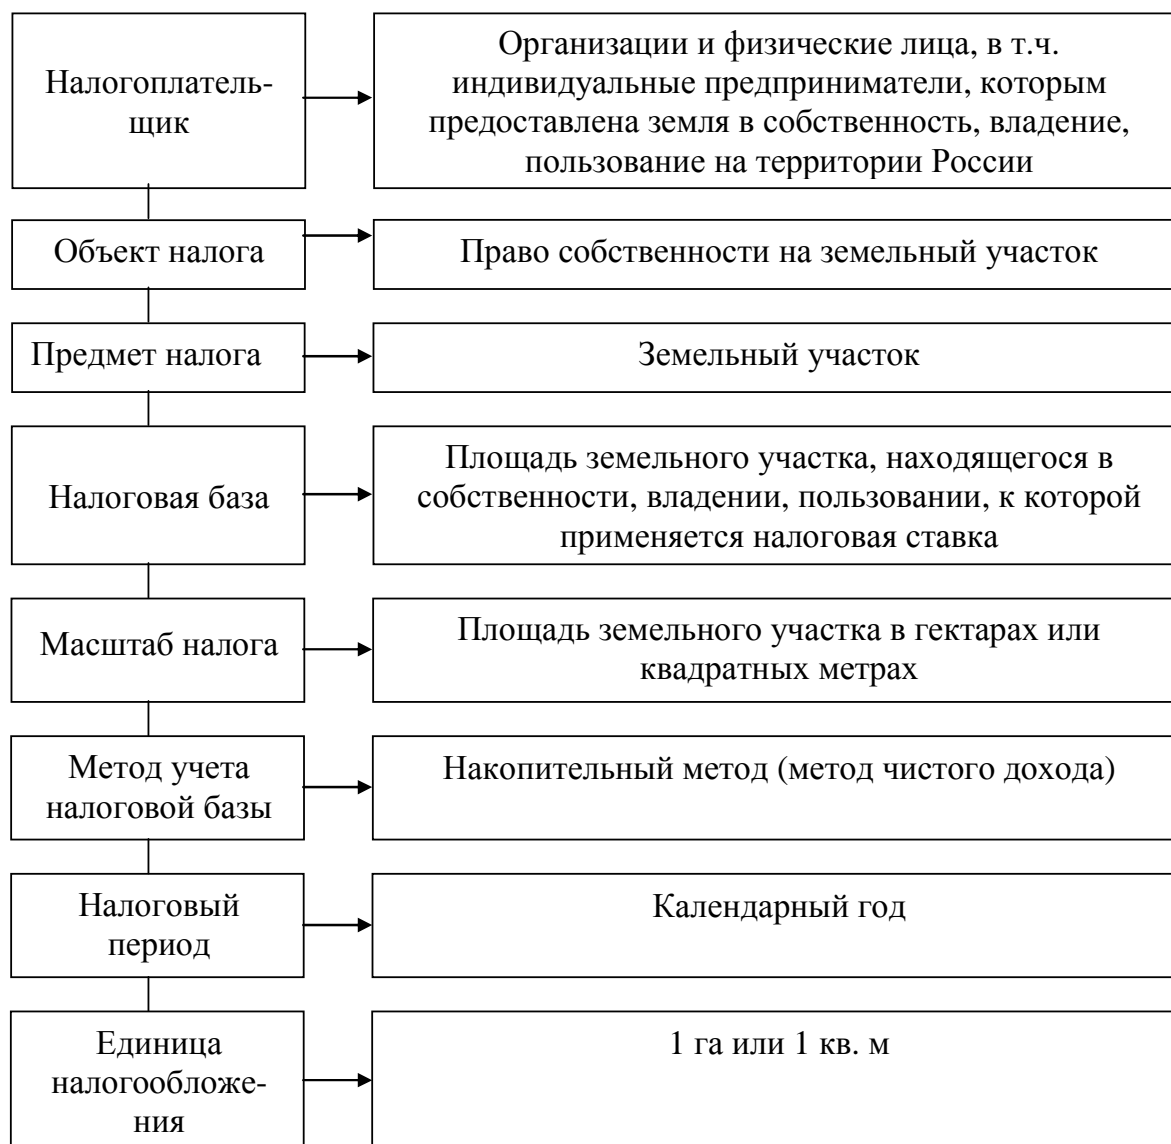 Налогоплатель-
щик
Организации и физические лица, в т.ч.
индивидуальные предприниматели, которым
предоставлена земля в собственность, владение,
пользование на территории России
Объект налога
Право собственности на земельный участок
Предмет налога
Земельный участок
Налоговая база
Площадь земельного участка, находящегося в
собственности, владении, пользовании, к которой
применяется налоговая ставка
Масштаб налога
Площадь земельного участка в гектарах или
квадратных метрах
Метод учета
налоговой базы
Накопительный метод (метод чистого дохода)
Налоговый
период
Календарный год
Единица
налогообложе-
ния
1 га или 1 кв. м